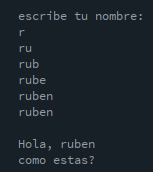 escribe tu nombre:
r
ru
rub
rube
ruben
ruben

Hola, ruben
como estas?